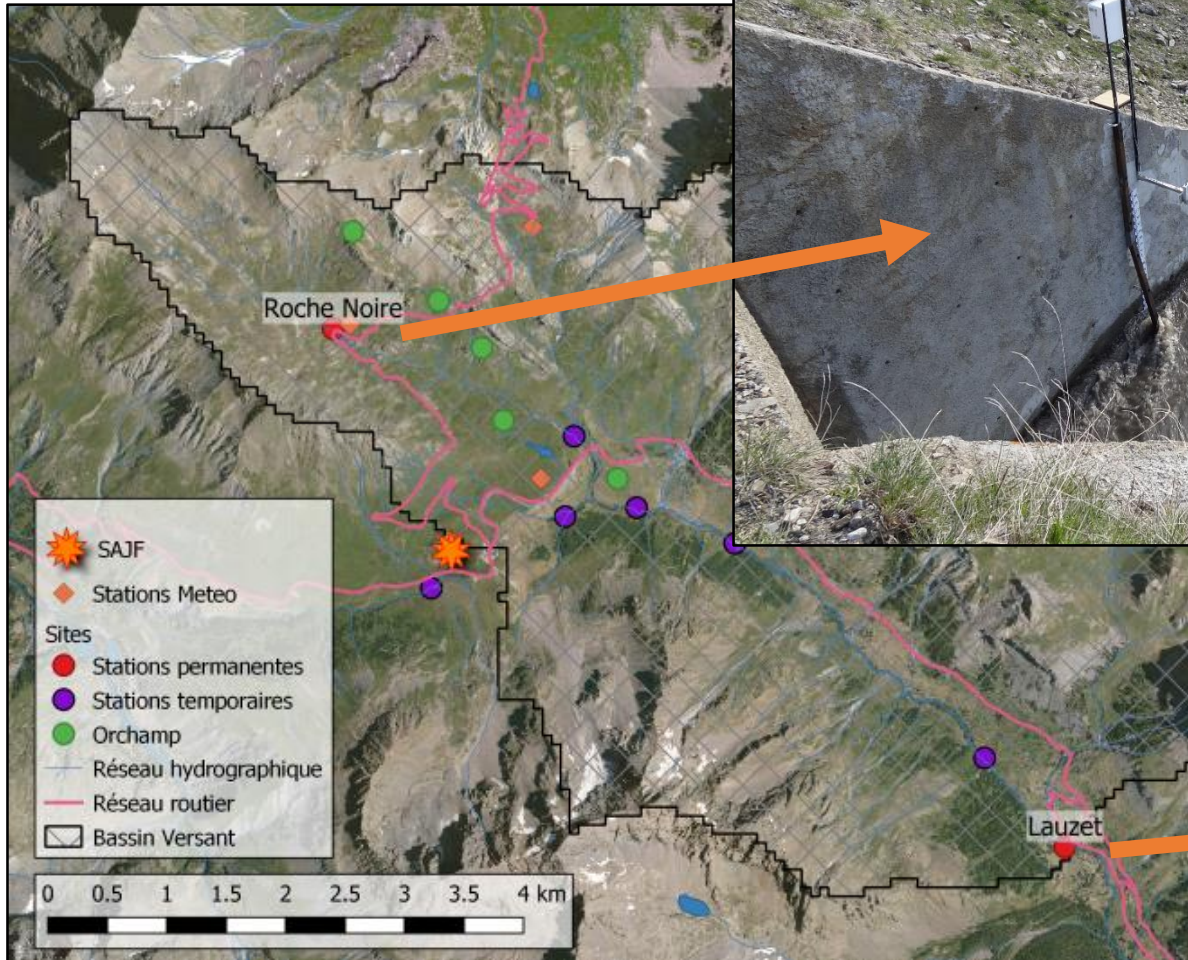 Roche Noire
SAJF
Stations Meteo
Sites
Stations permanentes
Stations temporaires
Orchamp
Réseau hydrographique
Réseau routier
Bassin Versant
Lauzet
0 0.5 1 1.5 2 2.5 3 3.5 4 km